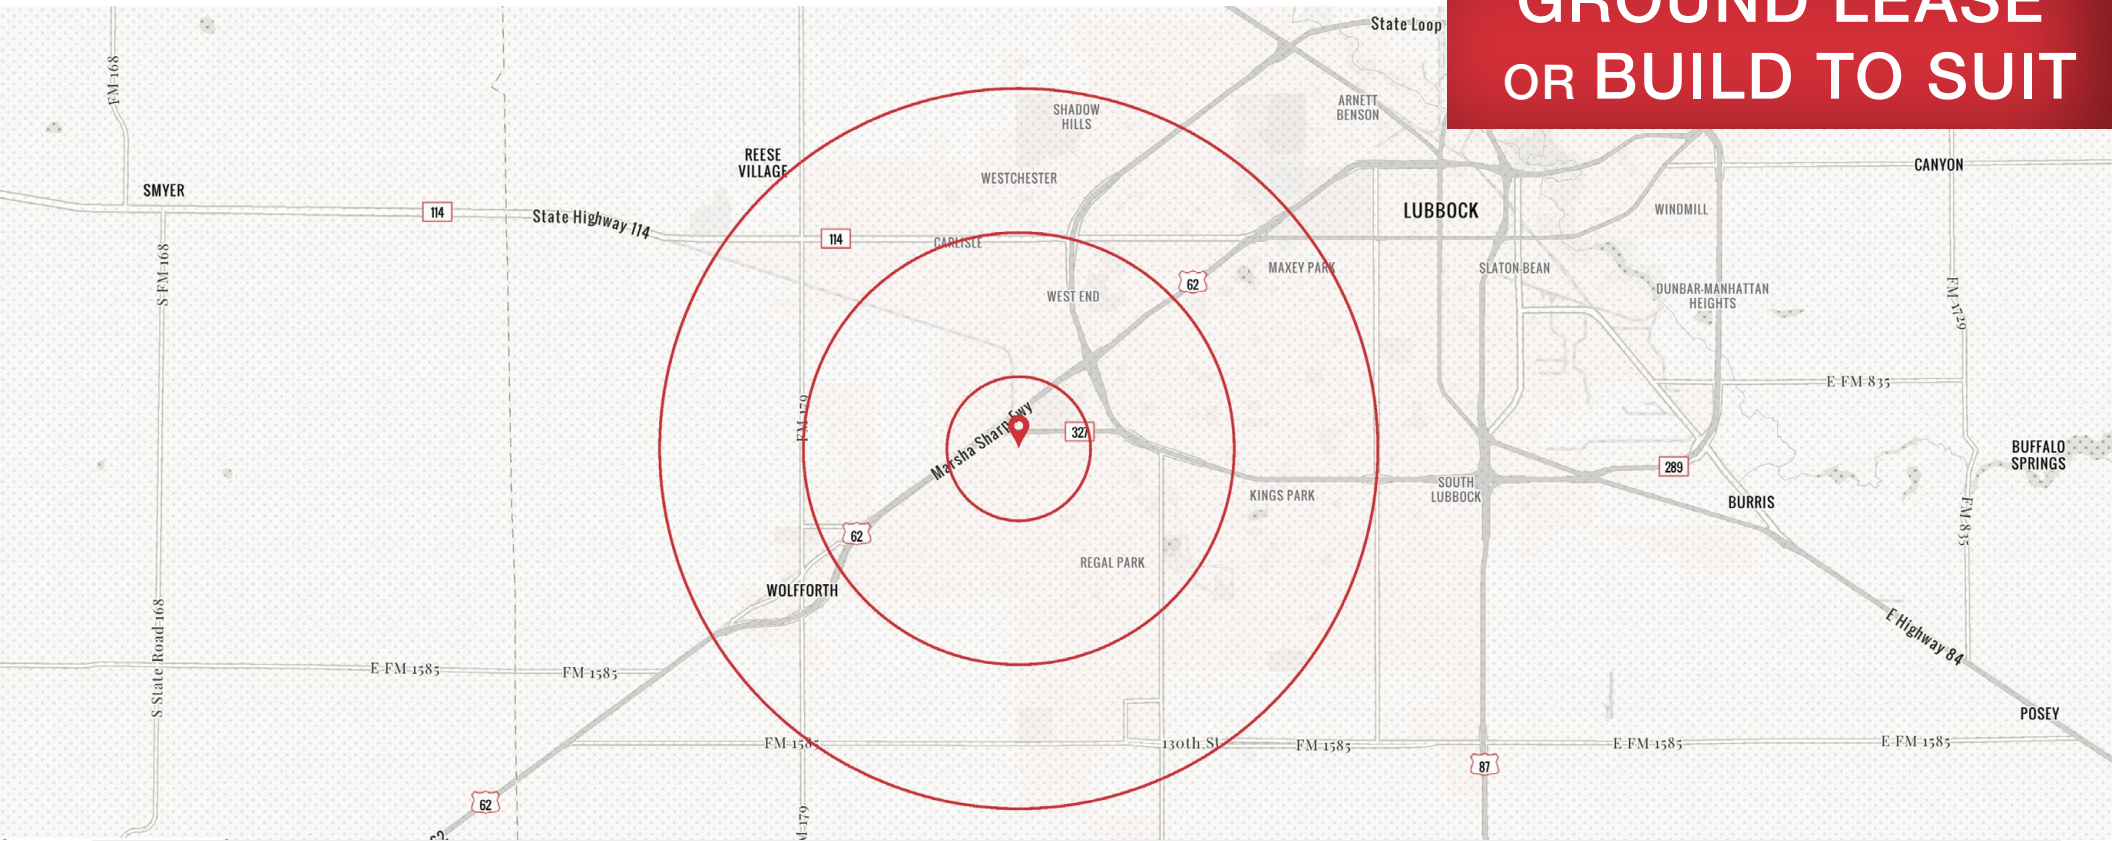 GROUND LEASE
OR BUILD TO SUIT
State Loop
FM 168
SHADOW
HILLS
ARNETT
BENSON
REESE
VILLAGE
WESTCHESTER
CANYON
SMYER
114
State Highway 114
114
CARLISLE
LUBBOCK
WINDMILL
S FM 168
62
MAXEY PARK
SLATON-BEAN
WEST END
DUNBAR-MANHATTAN
HEIGHTS
FM 1729
E FM 835
FM 179
Marsha Sharp Fwy
327
BUFFALO
SPRINGS
289
SOUTH
LUBBOCK
KINGS PARK
BURRIS
FM 835
62
REGAL PARK
WOLFFORTH
S State Road 168
E Highway 84
E FM 1585
FM 1585
POSEY
FM 1585
130th St
FM 1585
E FM 1585
E FM 1585
87
62